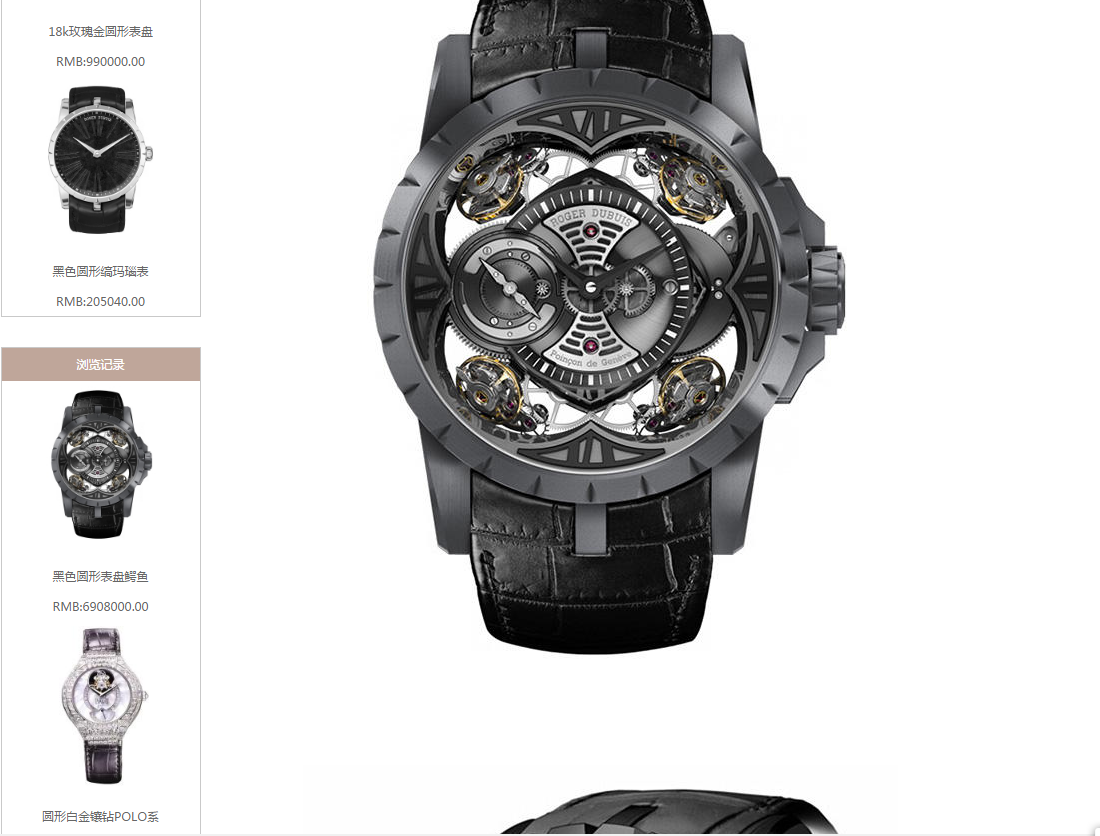 18k玫瑰金圆形表盘
RMB:990000.00
ROGER DUBUIS
黑色圆形缟玛瑙表
RMB:205040.00
浏览记录
黑色圆形表盘鳄鱼
RMB:6908000.00
圆形白金镶钻POLO系
ROGER DUBUIS
Poinçon de Genève